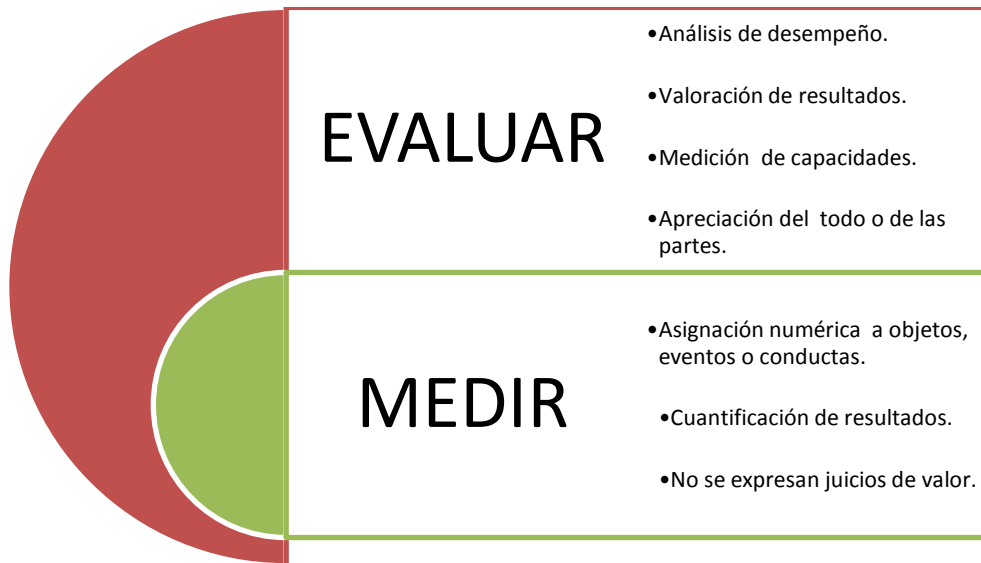 EVALUAR
•Análisis de desempeño.
•Valoración de resultados.
•Medición de capacidades.
•Apreciación del todo o de las
partes.
MEDIR
•Asignación numérica a objetos,
eventos o conductas.
•Cuantificación de resultados.
•No se expresan juicios de valor.